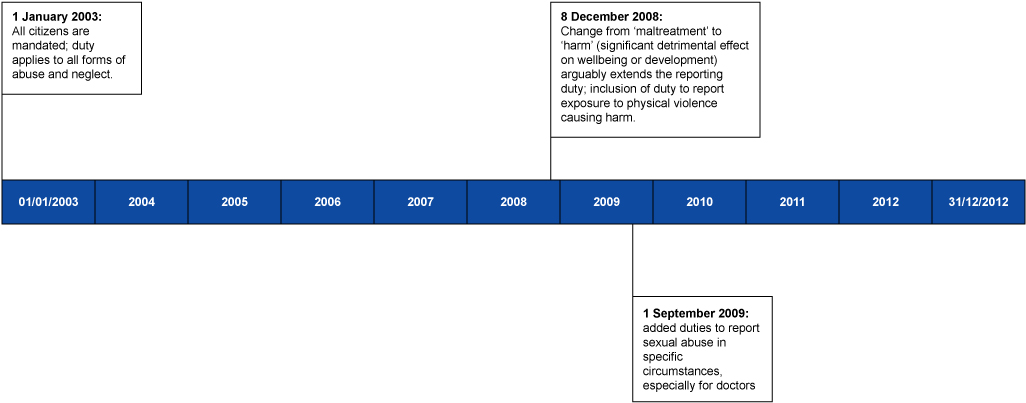 1 January 2003:
All citizens are
mandated; duty
applies to all forms of
abuse and neglect.
8 December 2008:
Change from ‘maltreatment’ to
‘harm’ (significant detrimental effect
on wellbeing or development)
arguably extends the reporting
duty; inclusion of duty to report
exposure to physical violence
causing harm.
01/01/2003
2004
2005
2006
2007
2008
2009
2010
2011
2012
31/12/2012
1 September 2009:
added duties to report
sexual abuse in
specific
circumstances,
especially for doctors